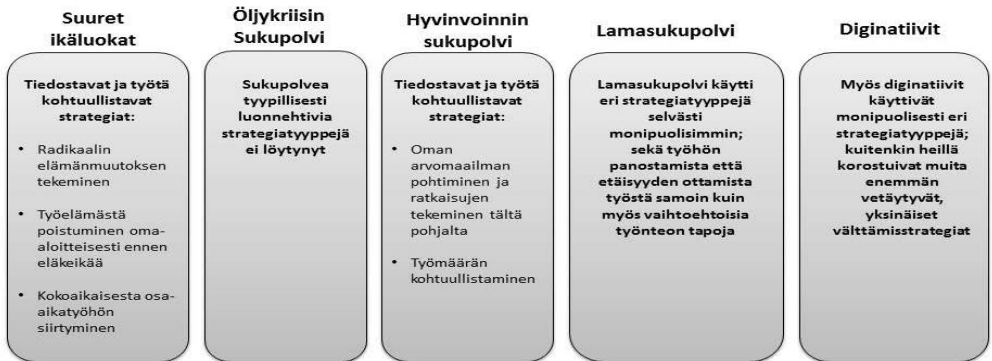 Suuret
ikäluokat
Tiedostavat ja työtä
kohtuullistavat
strategiat:
• Radikaalin
elämänmuutoksen
tekeminen
• Työelämästä
poistuminen oma-
aloitteisesti ennen
eläkeikää
• Kokoaikaisesta osa-
aikatyöhön
siirtyminen
Öljykriisin
Sukupolvi
Sukupolvea
tyypillisesti
luonnehtivia
strategiatyyppejä
ei löytynyt
Hyvinvoinnin
sukupolvi
Tiedostavat ja työtä
kohtuullistavat
strategiat:
• Oman
arvomaailman
pohtiminen ja
ratkaisujen
tekeminen tältä
pohjalta
• Työmäärän
kohtuullistaminen
Lamasukupolvi
Lamasukupolvi käytti
eri strategiatyyppejä
selvästi
monipuolisimmin;
sekä työhön
panostamista että
etäisyyden ottamista
työstä samoin kuin
myös vaihtoehtoisia
työnteon tapoja
Diginatiivit
Myös diginatiivit
käyttivät
monipuolisesti eri
strategiatyyppejä;
kuitenkin heillä
korostuivat muita
enemmän
vetäytyvät,
yksinäiset
välttämisstrategiat